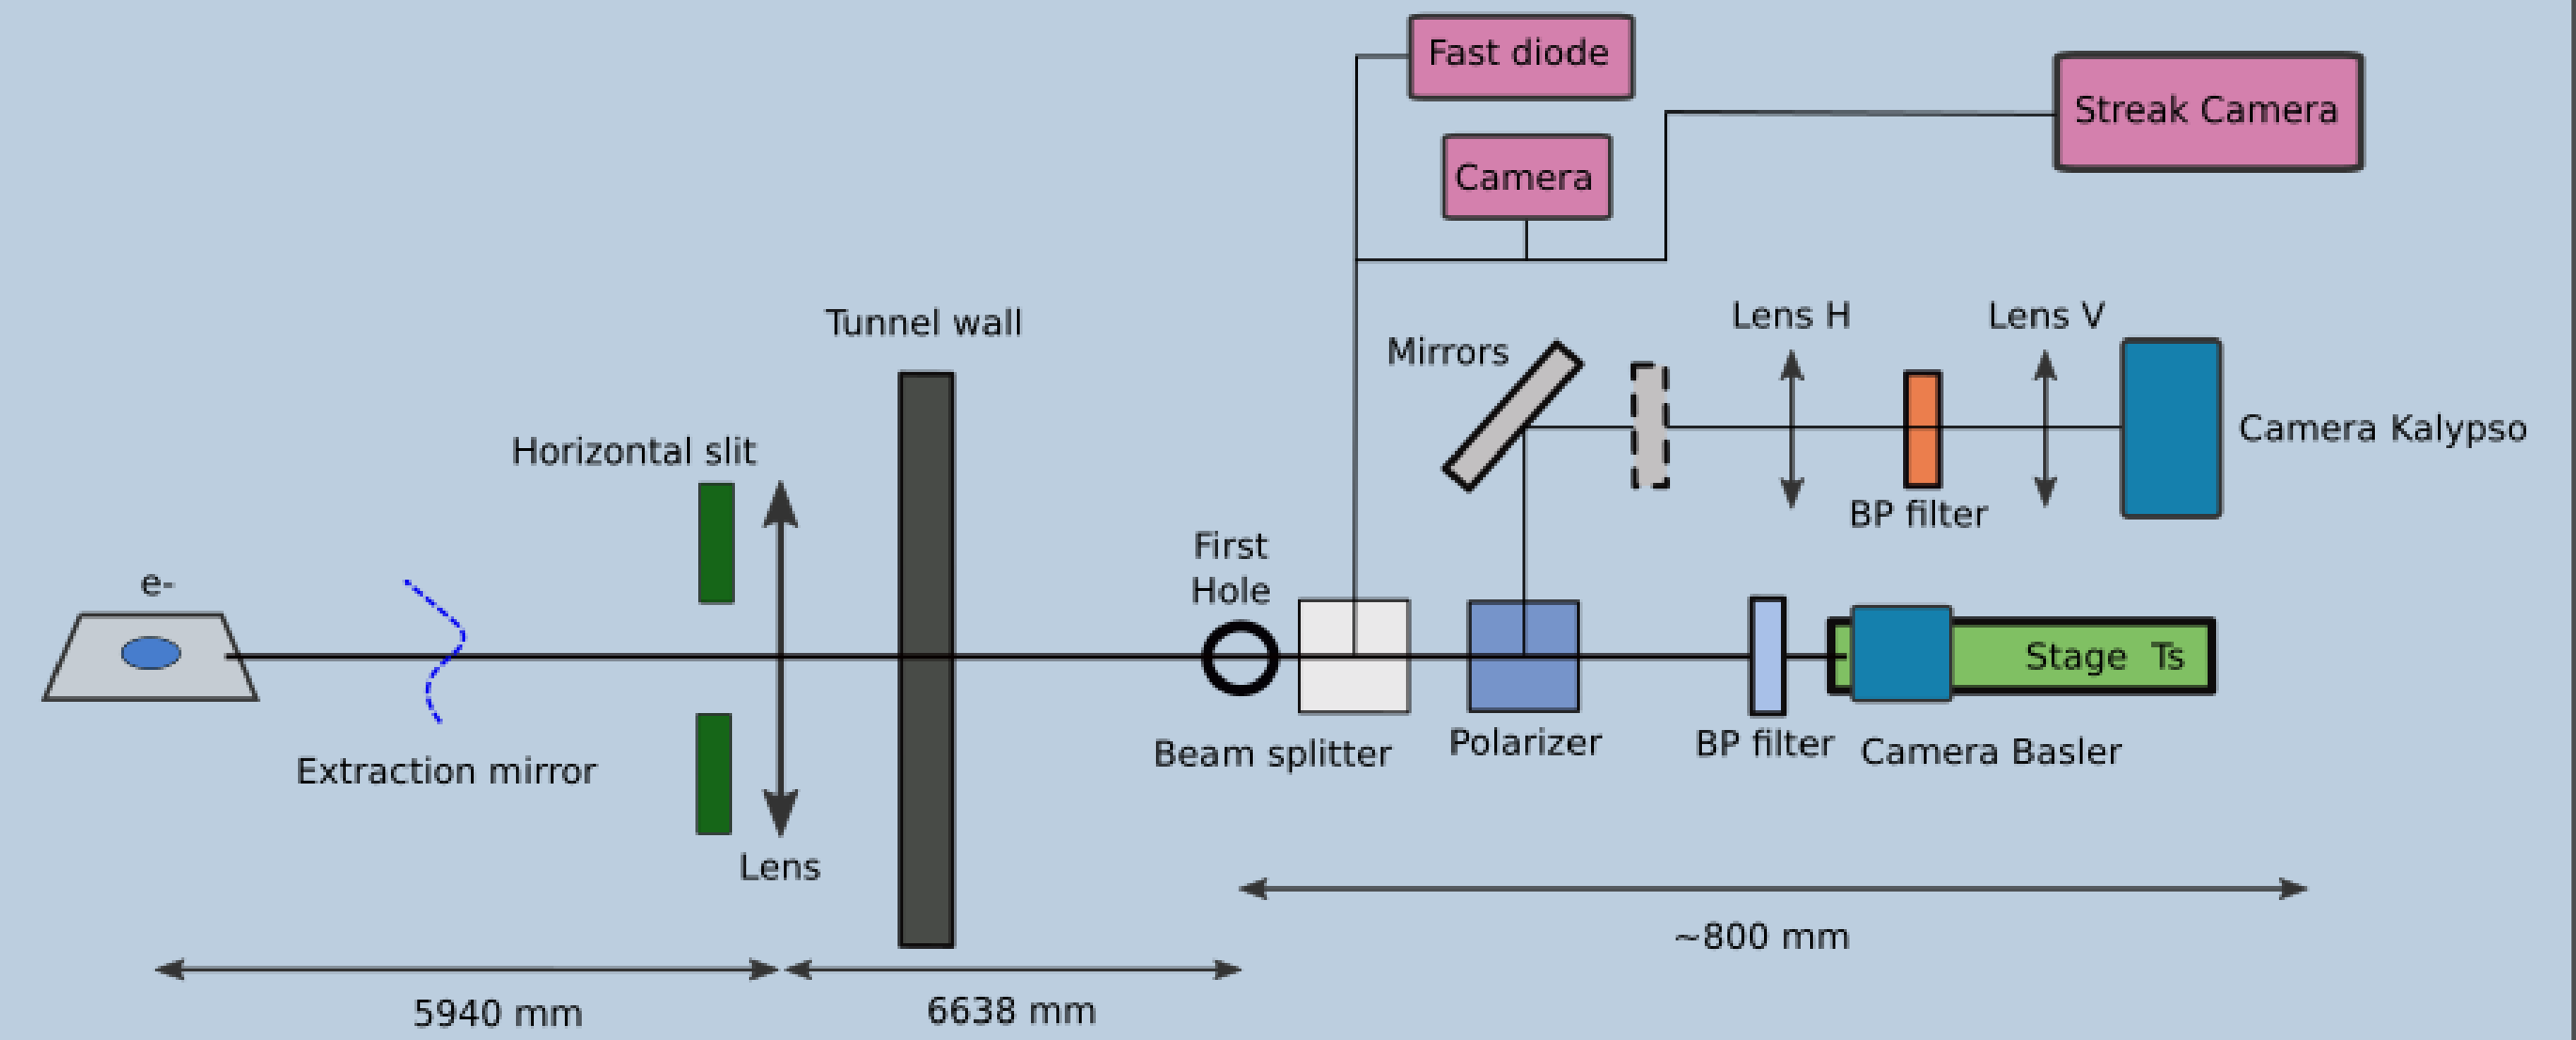 Fast diode
Streak Camera
Camera
Lens H
Lens V
Tunnel wall
Mirrors
Camera Kalypso
Horizontal slit
BP filter
First
Hole
e-
Stage Ts
Beam splitter
Polarizer
BP filter
Camera Basler
Extraction mirror
Lens
~800 mm
5940 mm
6638 mm